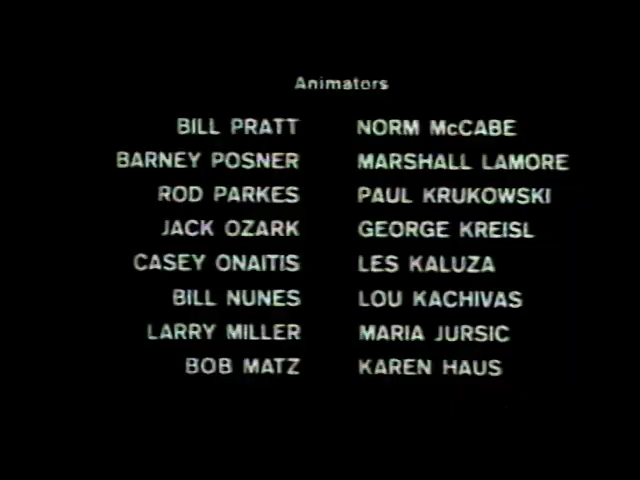 Animators
BILL PRATT NORM McCABE
BARNEY POSNER MARSHALL LAMORE
ROD PARKES PAUL KRUKOWSKI
JACK OZARK GEORGE KREISL
CASEY ONAITIS LES KALUZA
BILL NUNES LOU KACHIVAS
LARRY MILLER MARIA JURSIC
BOB MATZ KAREN HAUS